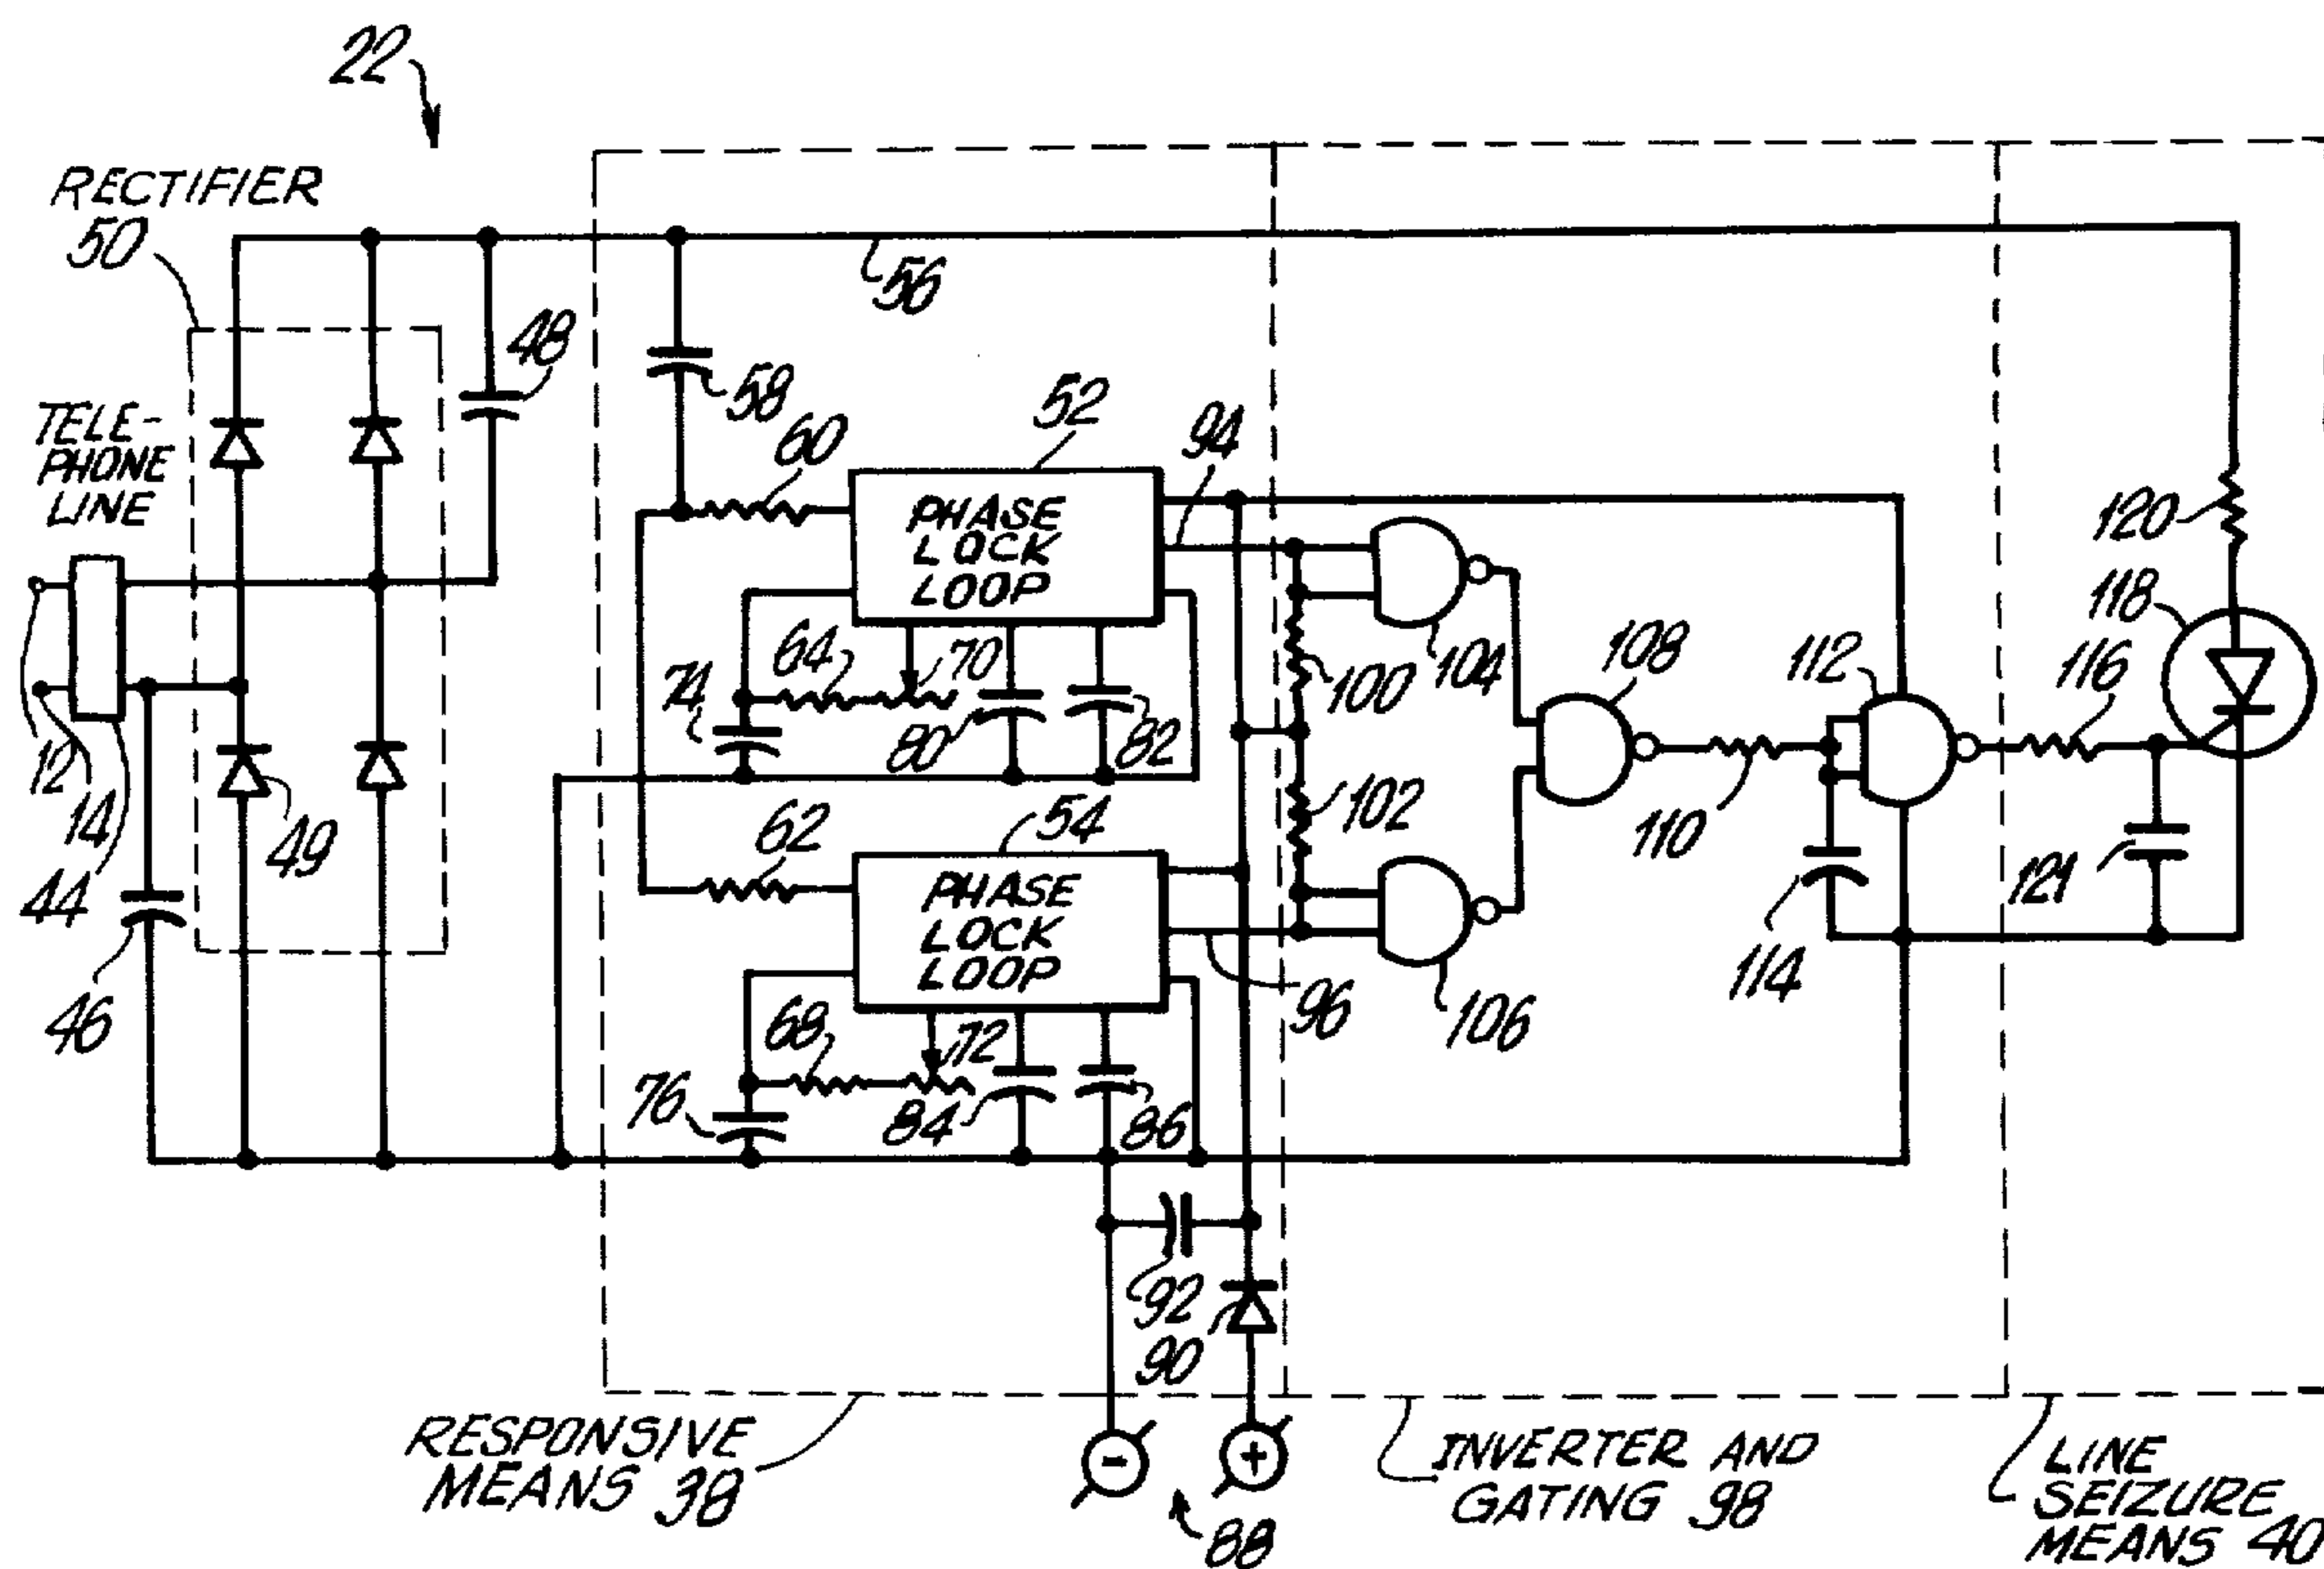 22
RECTIFIER
50
56
48
58
TELE-
PHONE
LINE
52
94
60
PHASE
LOCK
LOOP
120
118
64
70
74
80
82
100
104
108
112
116
12
14
44
49
46
62
54
102
110
121
114
PHASE
LOCK
LOOP
96
106
68
72
76
84
86
92
90
RESPONSIVE
MEANS 38
-
+
88
INVERTER AND
GATING 98
LINE
SEIZURE
MEANS 40